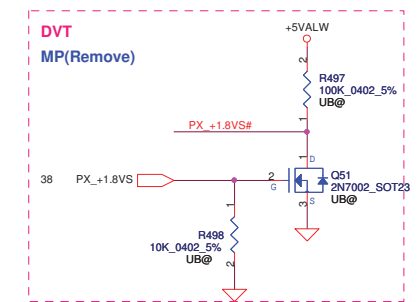 DVT
+5VALW
MP(Remove)
2
R497
100K_0402_5%
UB@
1
PX_+1.8VS#
1
D
38 PX_+1.8VS
2
G
Q51
2N7002_SOT23
UB@
S
3
1
R498
10K_0402_5%
UB@
2